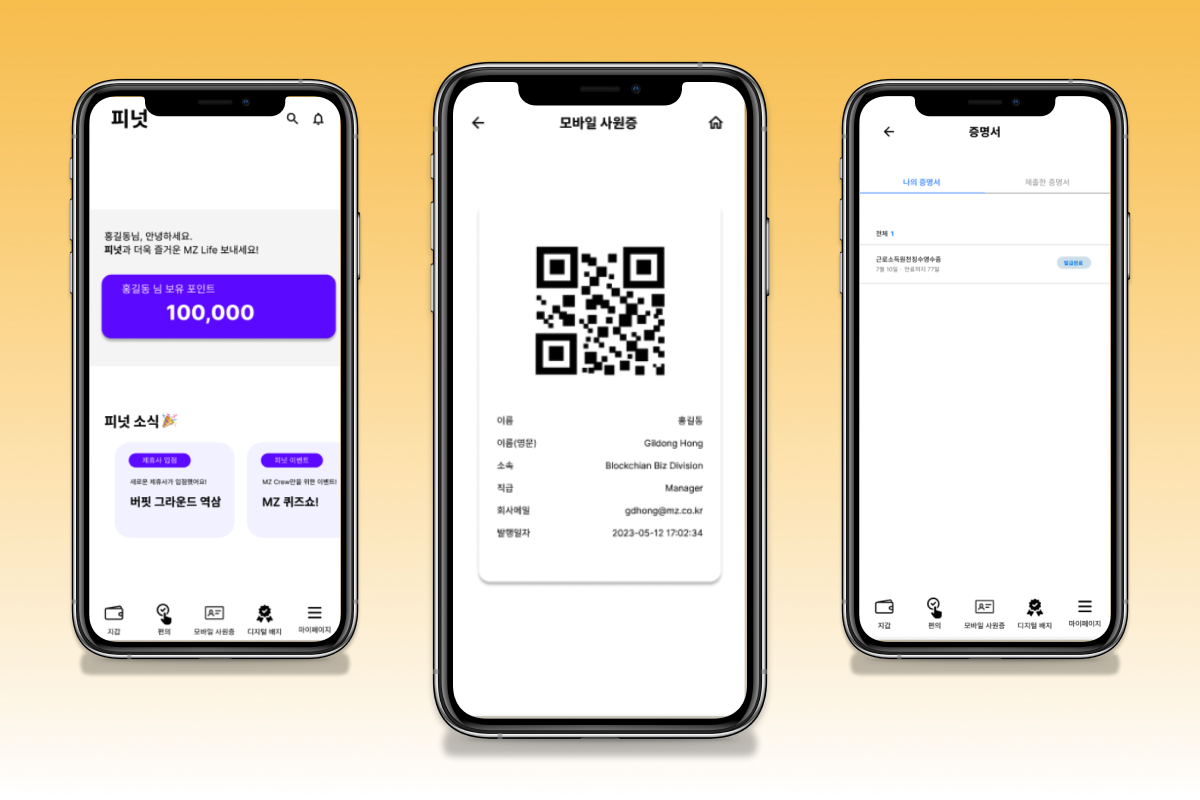 피넛
홍길동님, 안녕하세요.
피넛과 더욱 즐거운 MZ Life 보내세요!
홍길동 님 보유 포인트
100,000
피넛 소식
제휴사 입점
새로운 제휴사가 입점했어요!
버핏 그라운드 역삼
피넛 이벤트
MZ Crew만을 위한 이벤트!
MZ 퀴즈쇼!
지갑
편의
모바일 사원증
디지털 배지
마이페이지
모바일 사원증
이름 홍길동
이름(영문) Gildong Hong
소속 Blockchian Biz Division
직급 Manager
회사메일 gdhong@mz.co.kr
발행일자 2023-05-12 17:02:34
증명서
나의 증명서 제출한 증명서
전체 1
근로소득원천징수영수증
7월 10일 · 만료까지 77일
발급완료
지갑
편의
모바일 사원증
디지털 배지
마이페이지